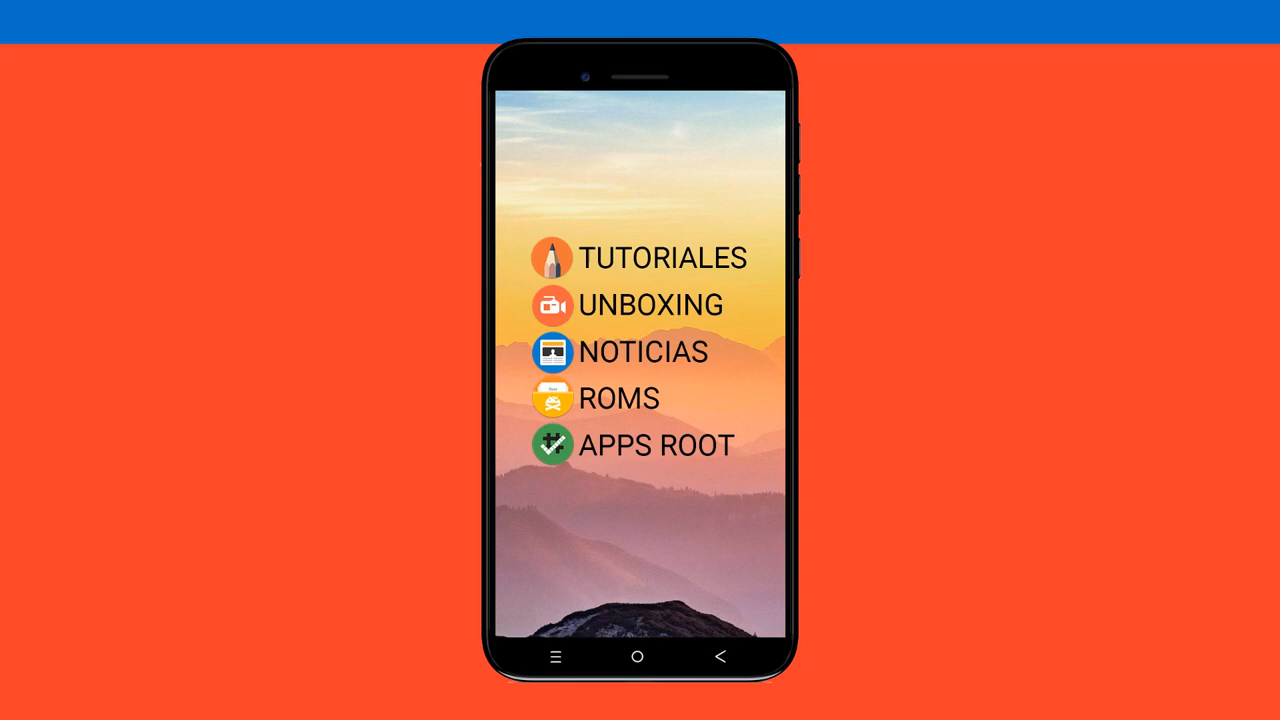 TUTORIALES
UNBOXING
NOTICIAS
ROMS
APPS ROOT